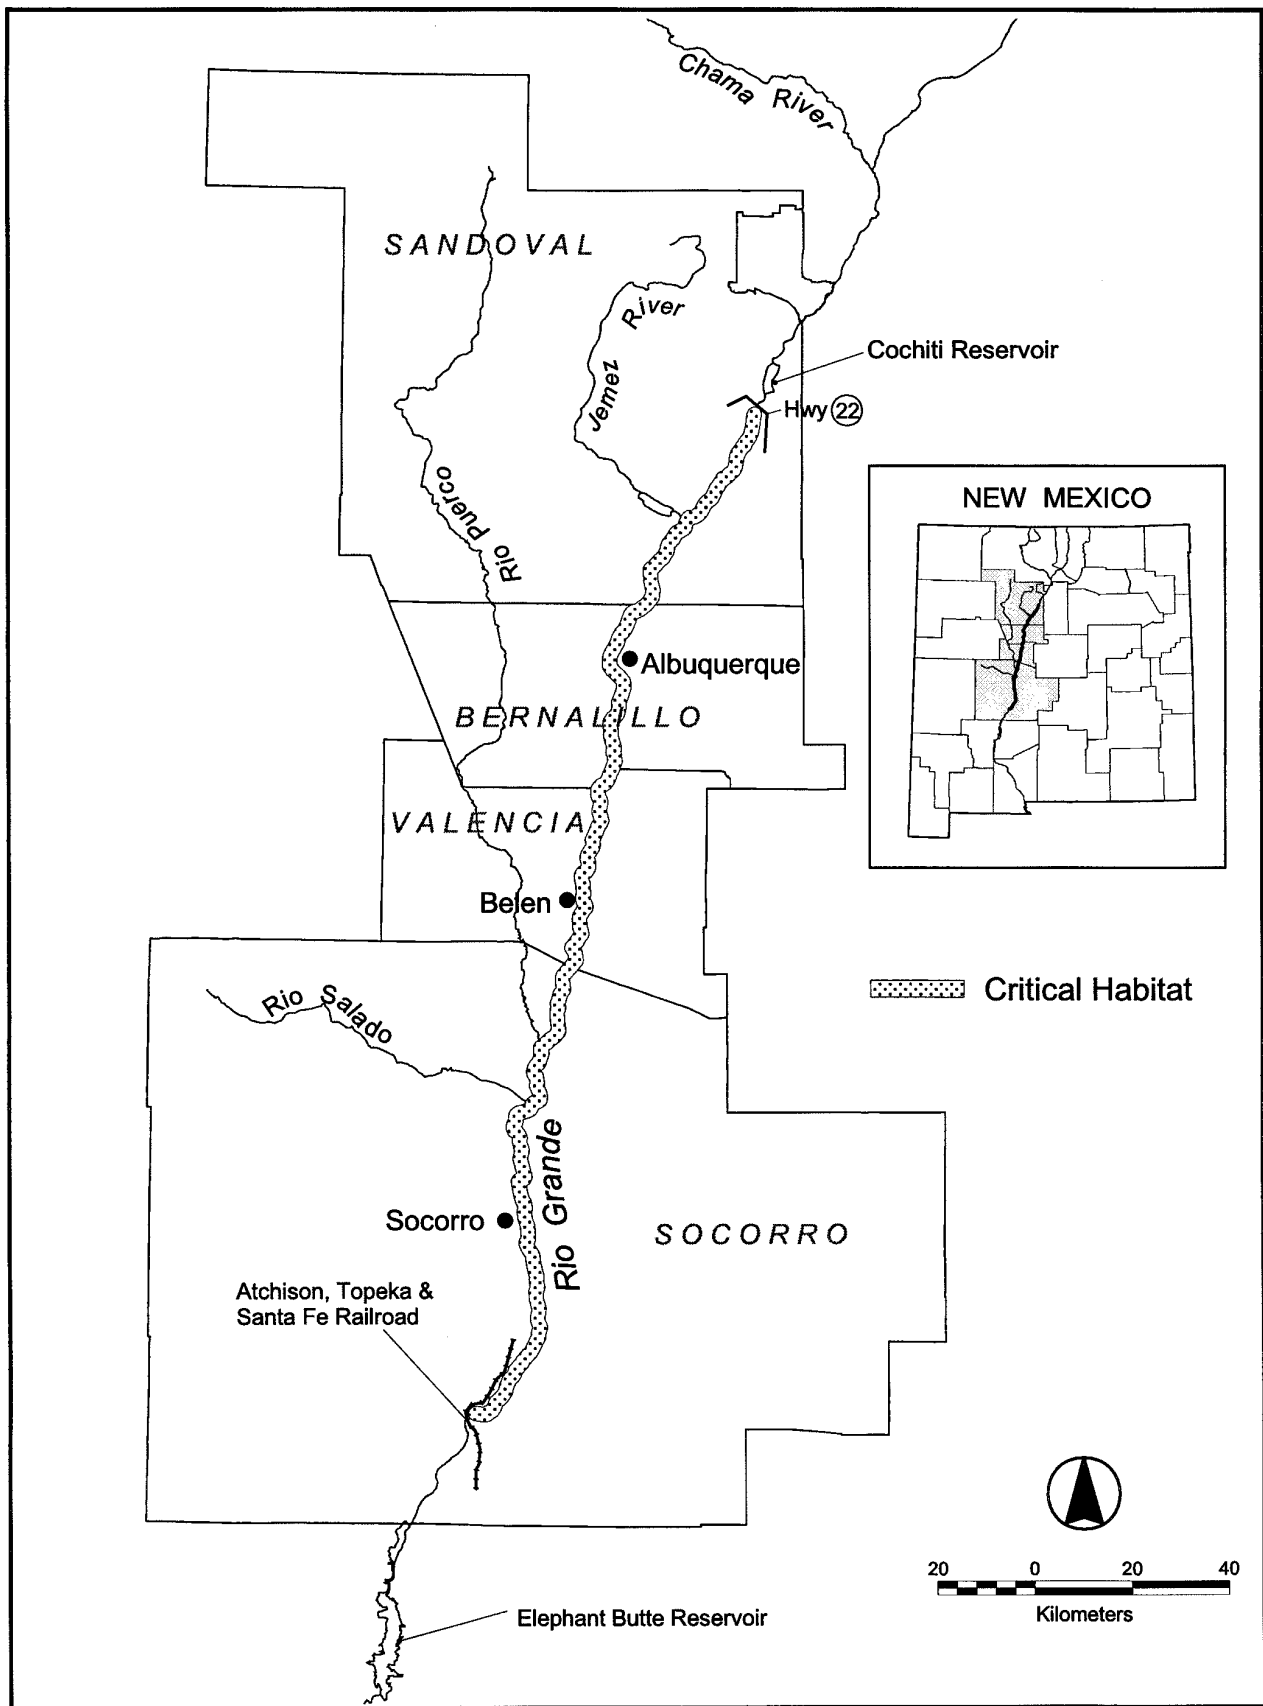 Chama River
SANDOVAL
Jemez River
Cochiti Reservoir
Hwy 22
NEW MEXICO
Rio Puerco
Albuquerque
BERNALILLO
VALENCIA
Belen
Critical Habitat
Rio Salado
Rio Grande
Socorro
SOCORRO
Atchison, Topeka &
Santa Fe Railroad
20 0 20 40
Kilometers
Elephant Butte Reservoir